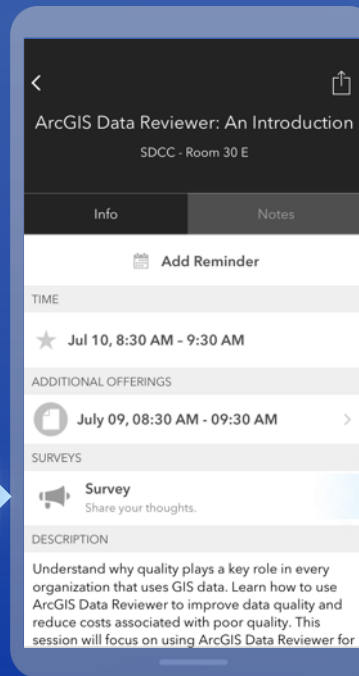 ArcGIS Data Reviewer: An Introduction
SDCC - Room 30 E
Info
Notes
Add Reminder
TIME
Jul 10, 8:30 AM – 9:30 AM
ADDITIONAL OFFERINGS
July 09, 08:30 AM - 09:30 AM
SURVEYS
Survey
Share your thoughts.
DESCRIPTION
Understand why quality plays a key role in every
organization that uses GIS data. Learn how to use
ArcGIS Data Reviewer to improve data quality and
reduce costs associated with poor quality. This
session will focus on using ArcGIS Data Reviewer for